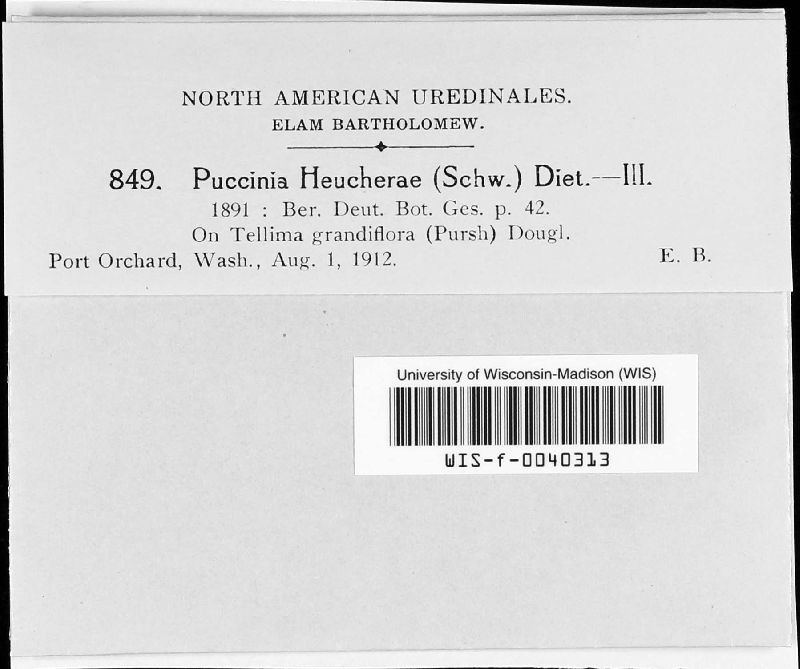 NORTH AMERICAN UREDINALES.
ELAM BARTHOLOMEW.
849. Puccinia Heucherae (Schw.) Diet.—III.
1891 : Ber. Deut. Bot. Ges. p. 42.
On Tellima grandiflora (Pursh) Dougl.
Port Orchard, Wash., Aug. 1, 1912. E. B.
University of Wisconsin-Madison (WIS)
WIS-f-0040313